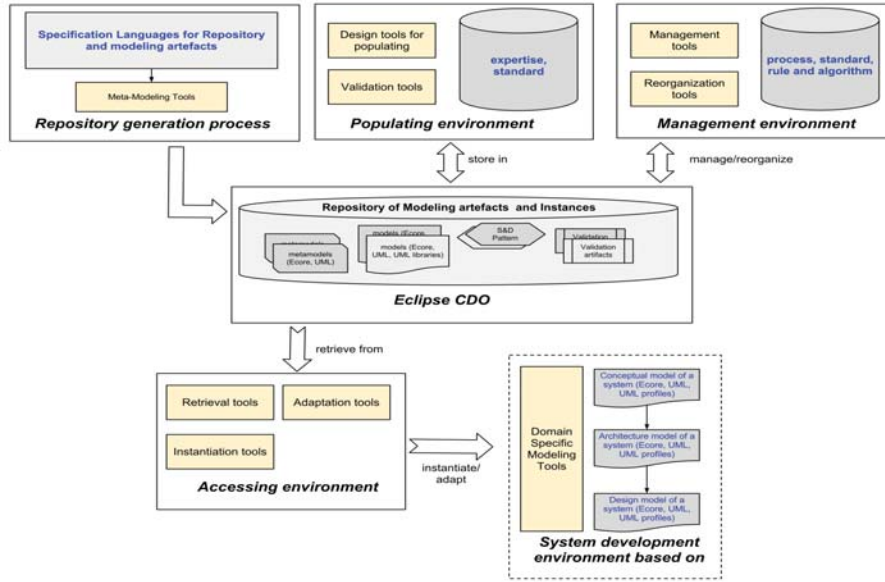 Specification Languages for Repository
and modeling artefacts
Meta-Modeling Tools
Repository generation process
Design tools for
populating
Validation tools
expertise,
standard
Populating environment
Management
tools
Reorganization
tools
process, standard,
rule and algorithm
Management environment
store in
manage/reorganize
Repository of Modeling artefacts and Instances
metamodels
metamodels
(Ecore, UML)
models (Ecore,
models (Ecore,
UML, UML libraries)
S&D
Pattern
Validation
Validation
artifacts
Eclipse CDO
retrieve from
Retrieval tools
Adaptation tools
Instantiation tools
Accessing environment
instantiate/
adapt
Domain
Specific
Modeling
Tools
Conceptual model of a
system (Ecore, UML,
UML profiles)
Architecture model of a
system (Ecore, UML,
UML profiles)
Design model of a
system (Ecore, UML,
UML profiles)
System development
environment based on